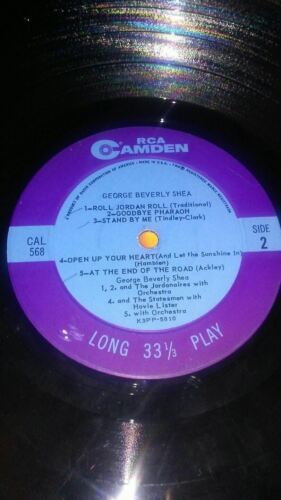 RCA
CAMDEN
GEORGE BEVERLY SHEA
1-ROLL JORDAN ROLL (Traditional)
2-GOODBYE PHARAOH
3-STAND BY ME (Tindley-Clark)
CAL
568
SIDE
2
4-OPEN UP YOUR HEART (And Let the Sunshine In)
(Hamblen)
5-AT THE END OF THE ROAD (Ackley)
George Beverly Shea
1, 2. and The Jordanaires with
Orchestra
4. and The Statesmen with
Hovie Lister
5. with Orchestra
K3PP-5810
LONG 33⅓ PLAY